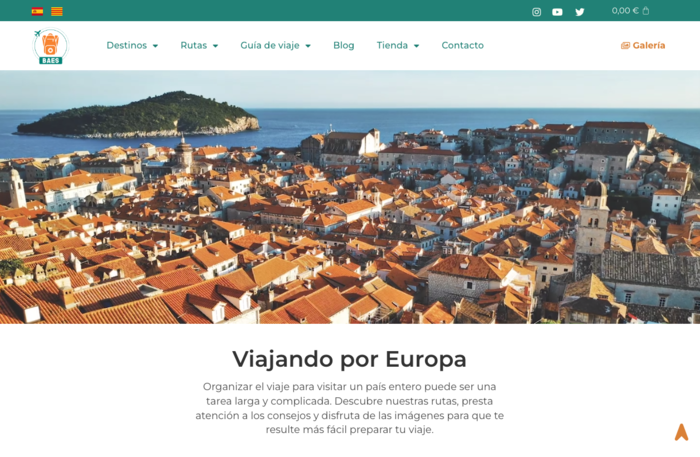 0,00 €
BAEG
Destinos
Rutas
Guía de viaje
Blog
Tienda
Contacto
Galería
Viajando por Europa
Organizar el viaje para visitar un país entero puede ser una
tarea larga y complicada. Descubre nuestras rutas, presta
atención a los consejos y disfruta de las imágenes para que te
resulte más fácil preparar tu viaje.